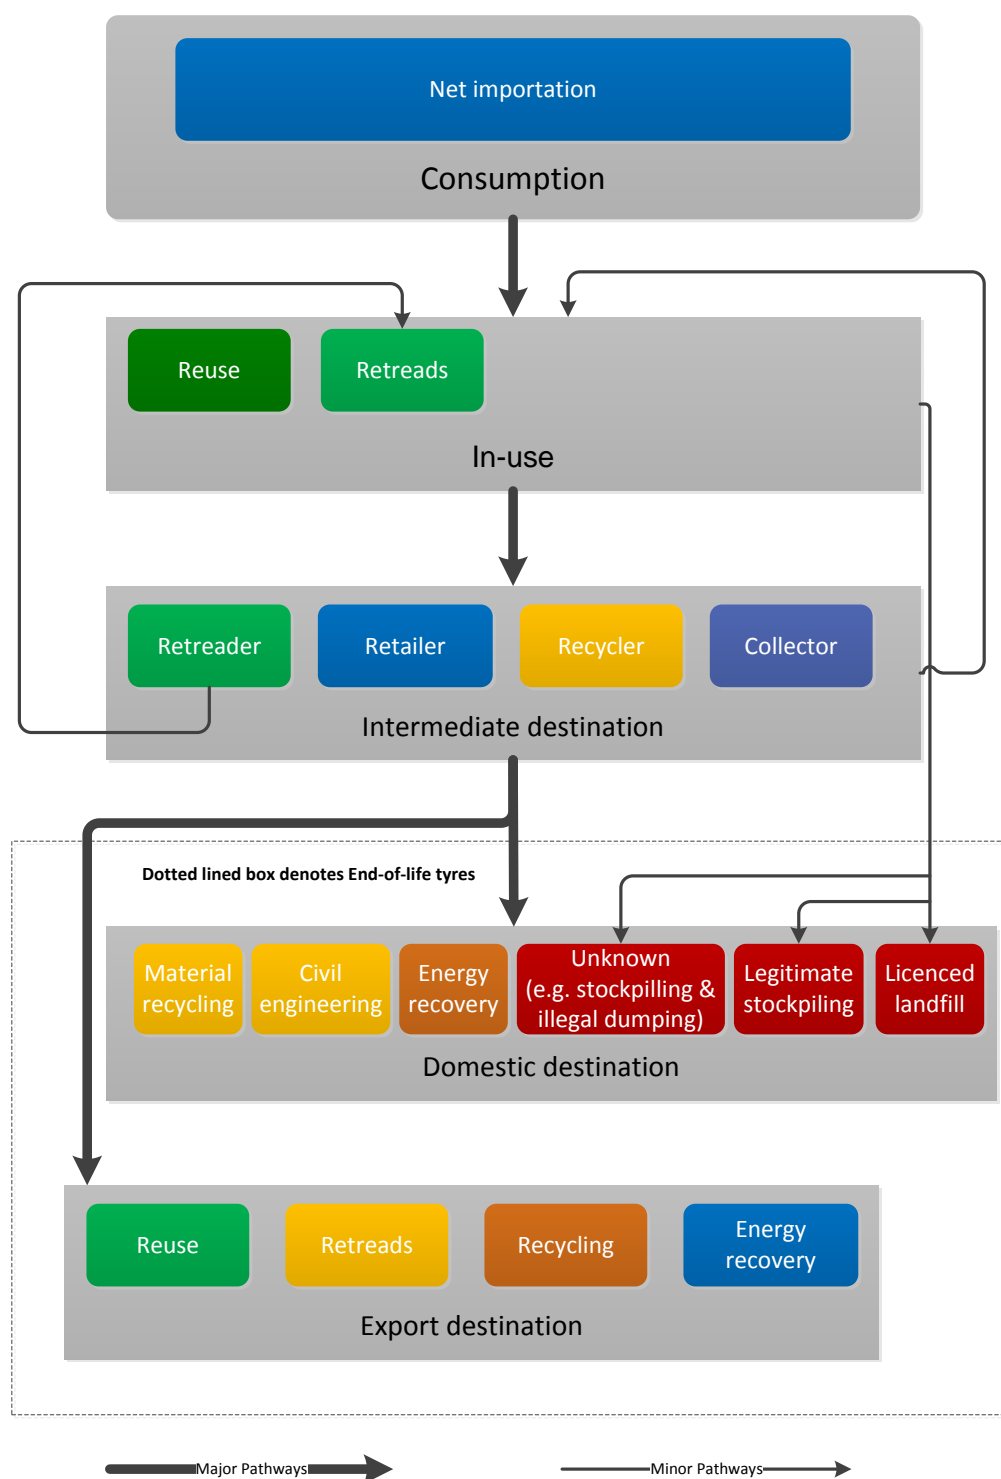 Net importation
Consumption
Reuse
Retreads
In-use
Retreader
Retailer
Recycler
Collector
Intermediate destination
Dotted lined box denotes End-of-life tyres
Material
recycling
Civil
engineering
Energy
recovery
Unknown
(e.g. stockpilling &
illegal dumping)
Legitimate
stockpiling
Licenced
landfill
Domestic destination
Reuse
Retreads
Recycling
Energy
recovery
Export destination
Major Pathways
Minor Pathways